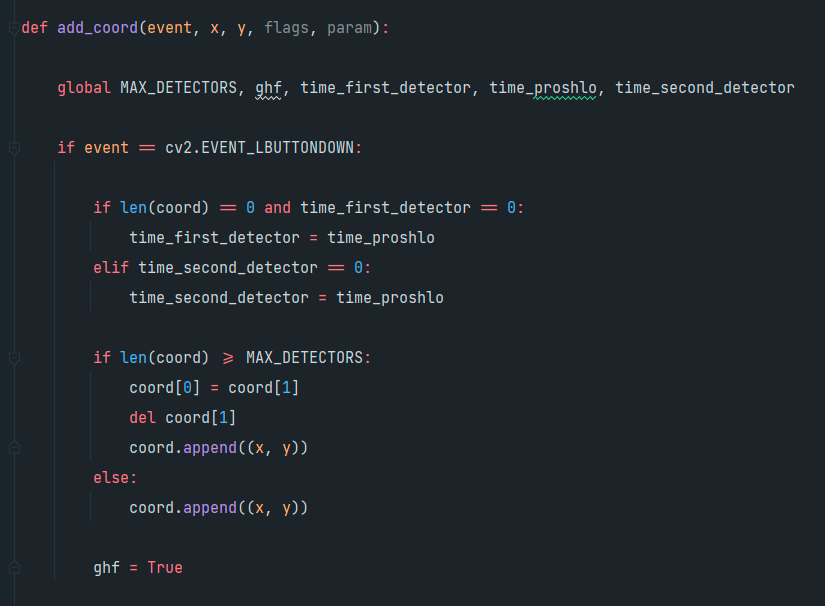 def add_coord(event, x, y, flags, param):
global MAX_DETECTORS, ghf, time_first_detector, time_proshlo, time_second_detector
if event == cv2.EVENT_LBUTTONDOWN:
if len(coord) == 0 and time_first_detector == 0:
time_first_detector = time_proshlo
elif time_second_detector == 0:
time_second_detector = time_proshlo
if len(coord) >= MAX_DETECTORS:
coord[0] = coord[1]
del coord[1]
coord.append((x, y))
else:
coord.append((x, y))
ghf = True